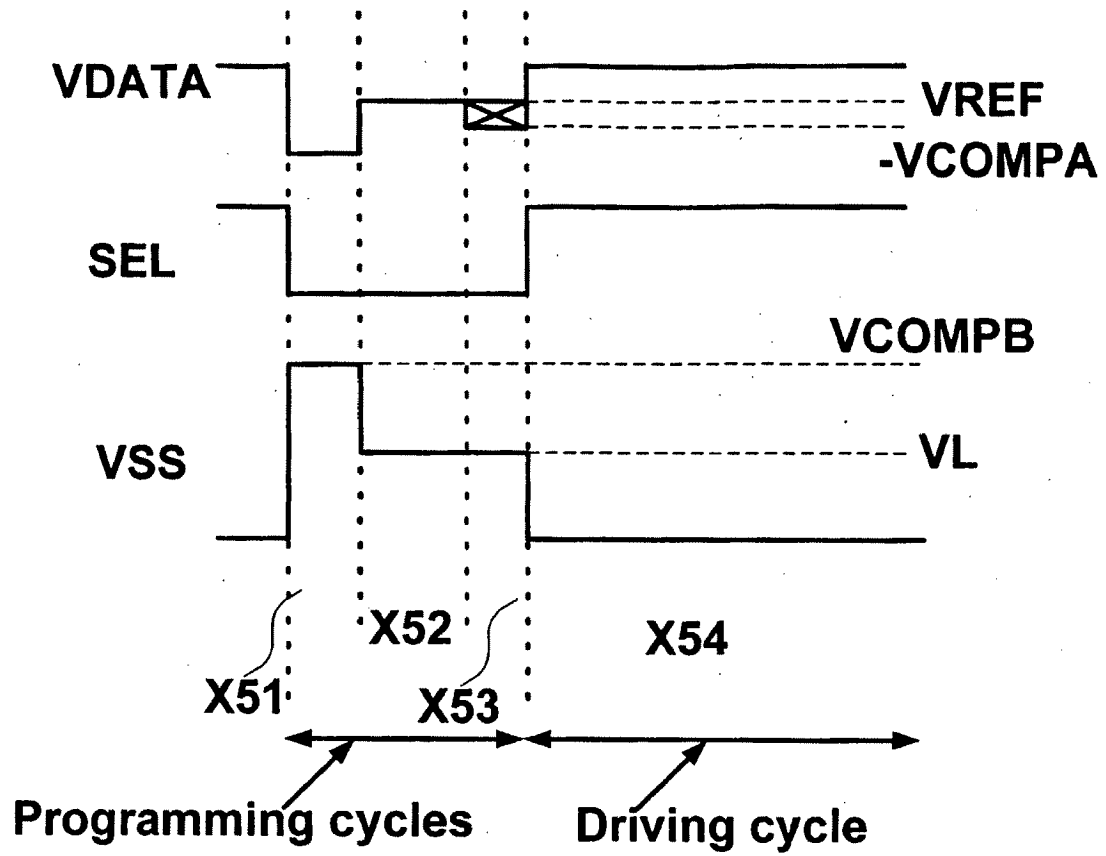 VDATA
VREF
-VCOMPA
SEL
VCOMPB
VSS
VL
X52
X54
X51
X53
Programming cycles
Driving cycle